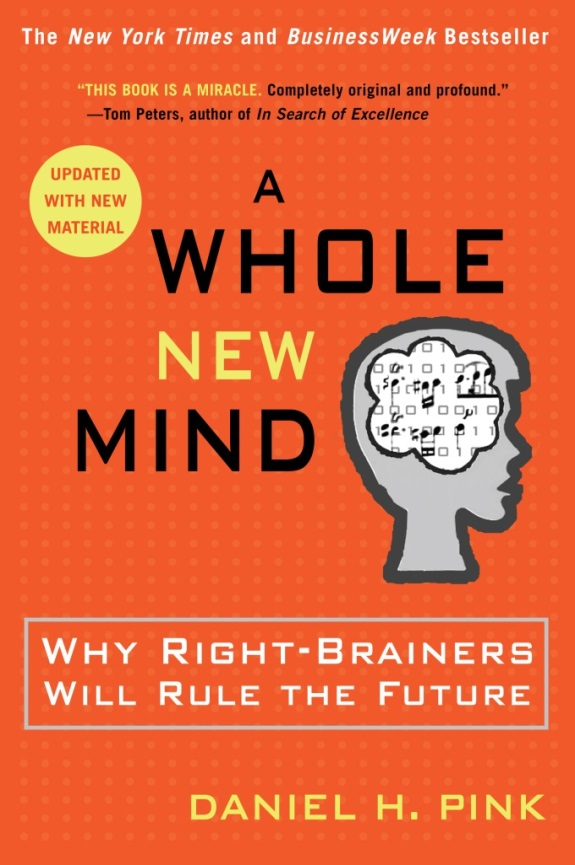 The New York Times and BusinessWeek Bestseller
“THIS BOOK IS A MIRACLE. Completely original and profound.”
—Tom Peters, author of In Search of Excellence
UPDATED
WITH NEW
MATERIAL
A
WHOLE
NEW
MIND
WHY RIGHT-BRAINERS
WILL RULE THE FUTURE
DANIEL H. PINK